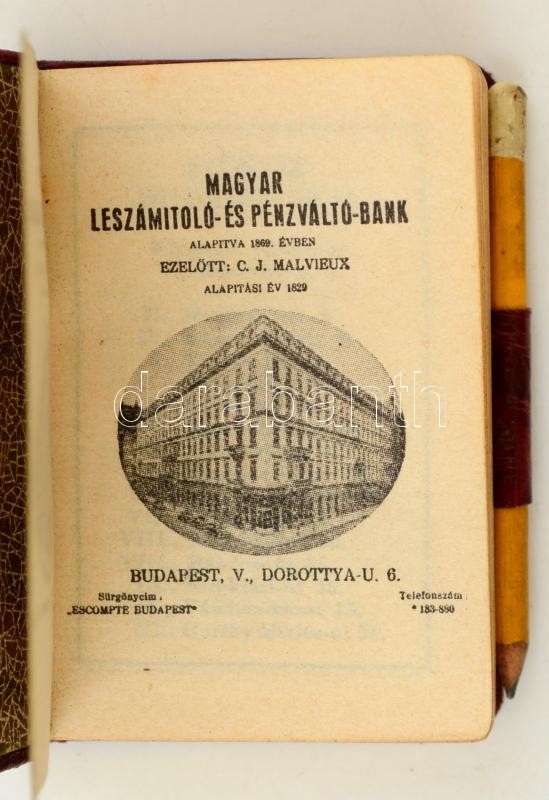 MAGYAR
LESZÁMITOLÓ-ÉS PÉNZVÁLTÓ-BANK
ALAPITVA 1869. ÉVBEN
EZELŐTT: C. J. MALVIEUX
ALAPITÁSI ÉV 1829
darabanth
BUDAPEST, V., DOROTTYA-U. 6.
Sürgönycim: Telefonszám:
„ESCOMPTE BUDAPEST" * 183-880